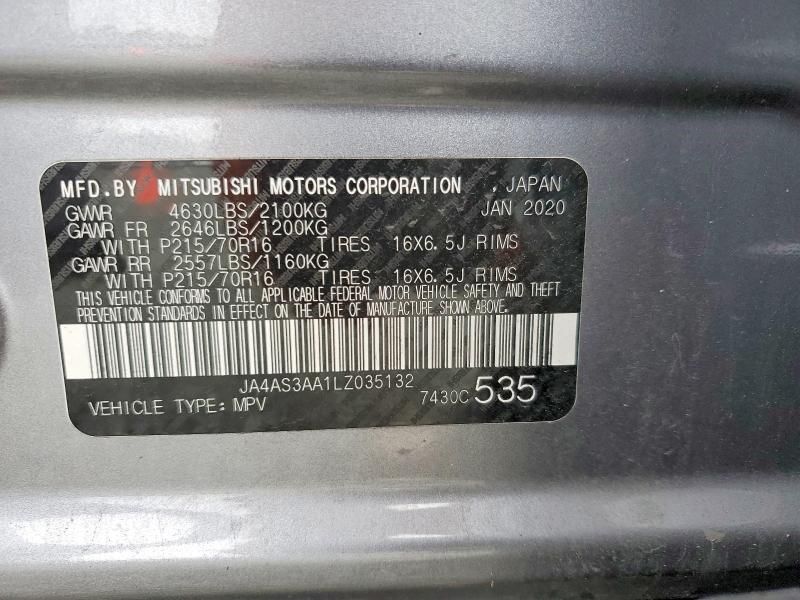 MFD.BY MITSUBISHI MOTORS CORPORATION , JAPAN
GVWR 4630LBS/2100KG JAN 2020
GAWR FR 2646LBS/1200KG
WITH P215/70R16 TIRES 16X6.5J RIMS
GAWR RR 2557LBS/1160KG
WITH P215/70R16 TIRES 16X6.5J RIMS
THIS VEHICLE CONFORMS TO ALL APPLICABLE FEDERAL MOTOR VEHICLE SAFETY AND THEFT
PREVENTION STANDARDS IN EFFECT ON THE DATE OF MANUFACTURE SHOWN ABOVE.
JA4AS3AA1LZ035132
VEHICLE TYPE: MPV 7430C 535